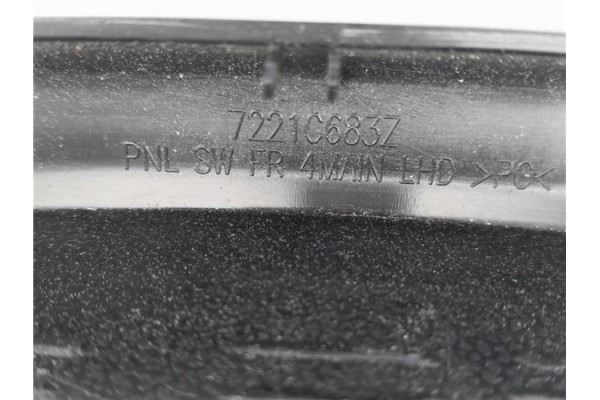 7221C683Z
PNL SW FR 4MAIN LHD >PC<